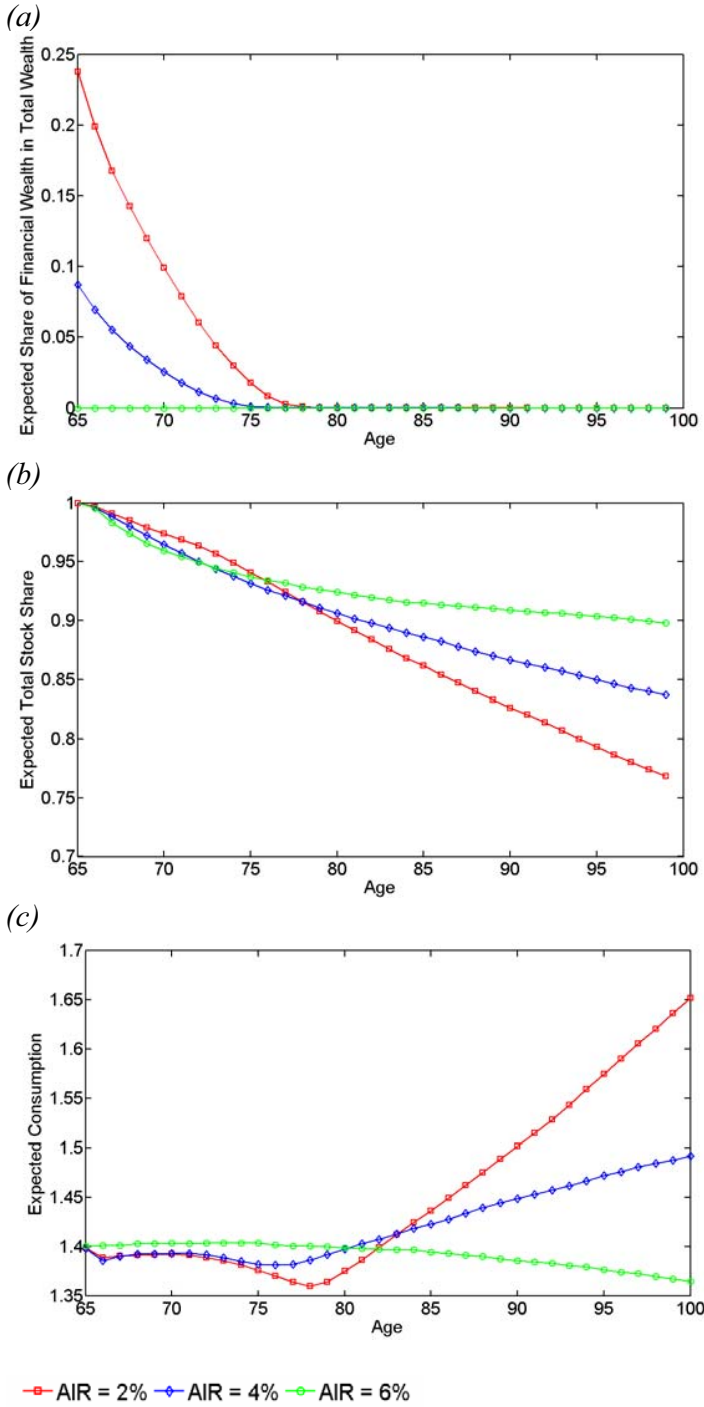 (a)
Expected Share of Financial Wealth in Total Wealth
0.25
0.2
0.15
0.1
0.05
0
65 70 75 80 85 90 95 100
Age
(b)
Expected Total Stock Share
1
0.95
0.9
0.85
0.8
0.75
0.7
65 70 75 80 85 90 95 100
Age
(c)
Expected Consumption
1.7
1.65
1.6
1.55
1.5
1.45
1.4
1.35
65 70 75 80 85 90 95 100
Age
AIR = 2% AIR = 4% AIR = 6%